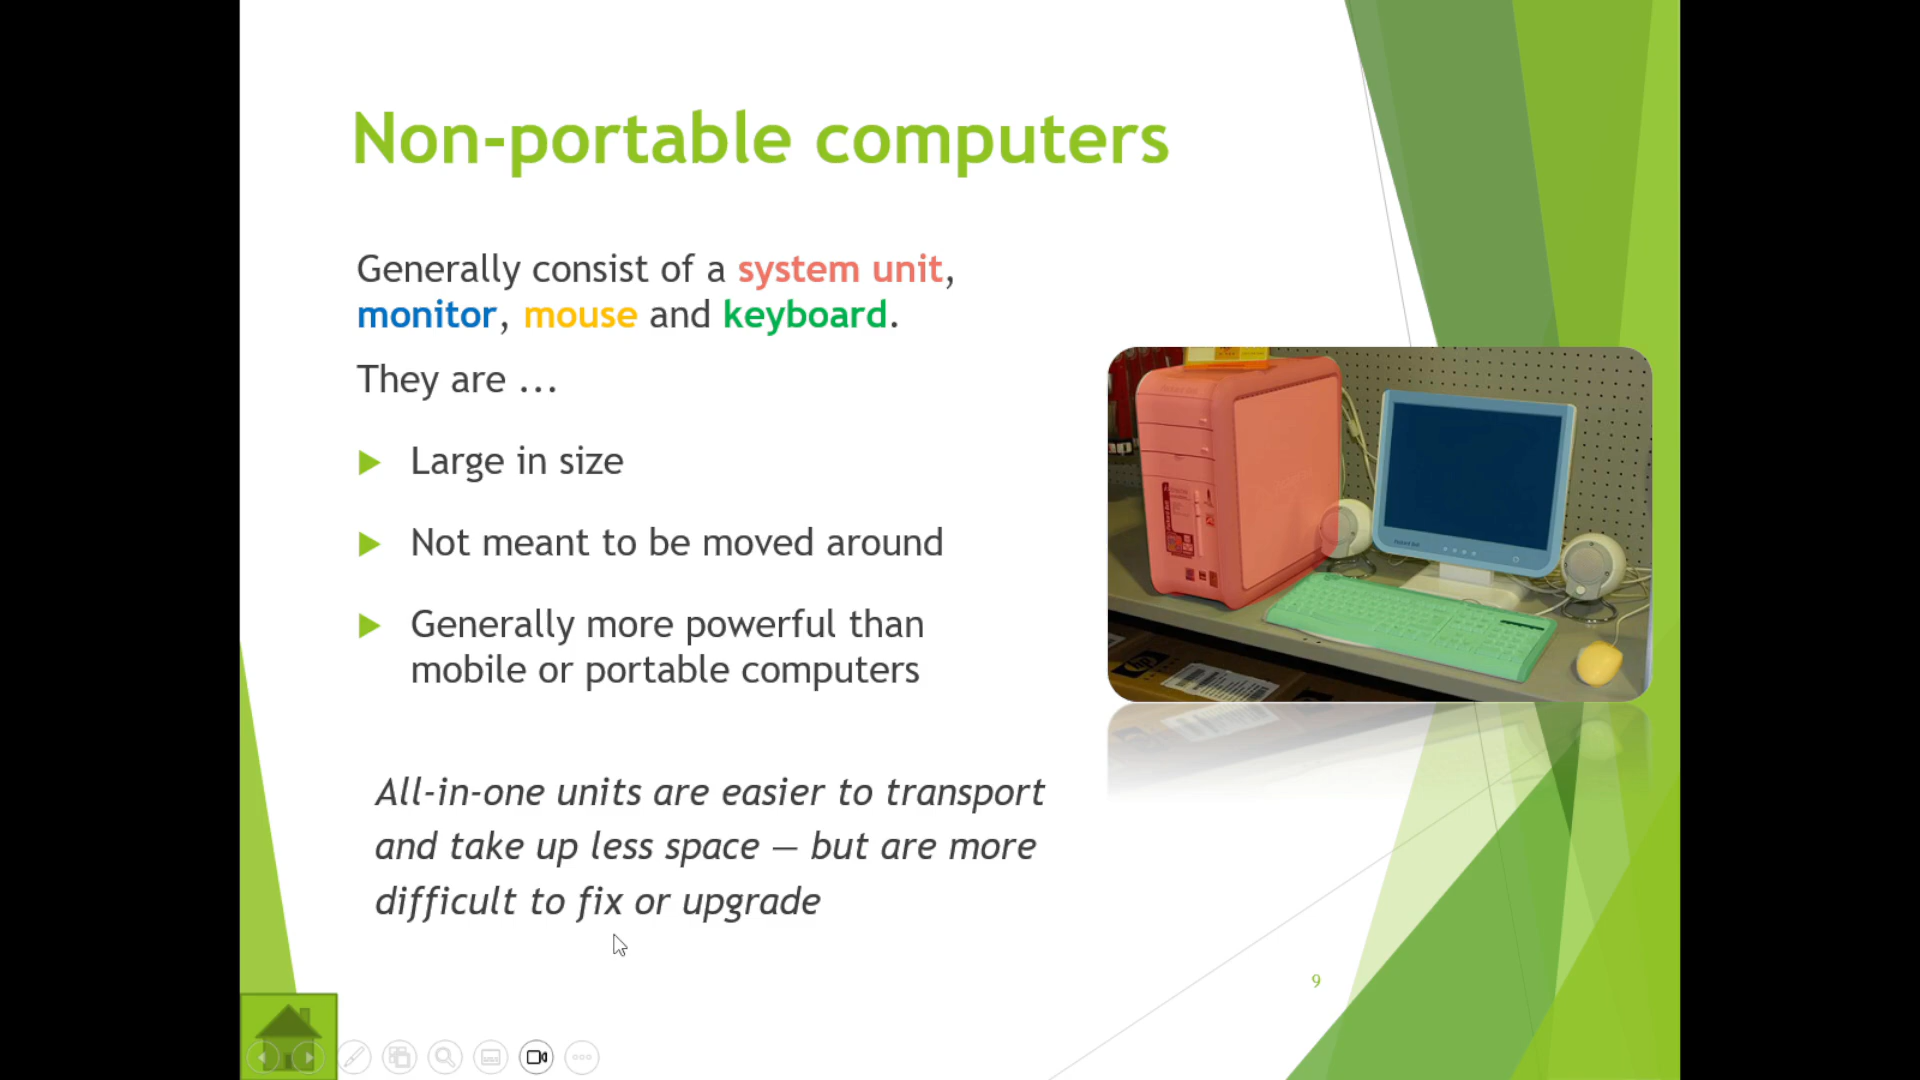 Non-portable computers
Generally consist of a system unit,
monitor, mouse and keyboard.
They are ...
Large in size
Not meant to be moved around
Generally more powerful than
mobile or portable computers
All-in-one units are easier to transport
and take up less space — but are more
difficult to fix or upgrade
hp
9